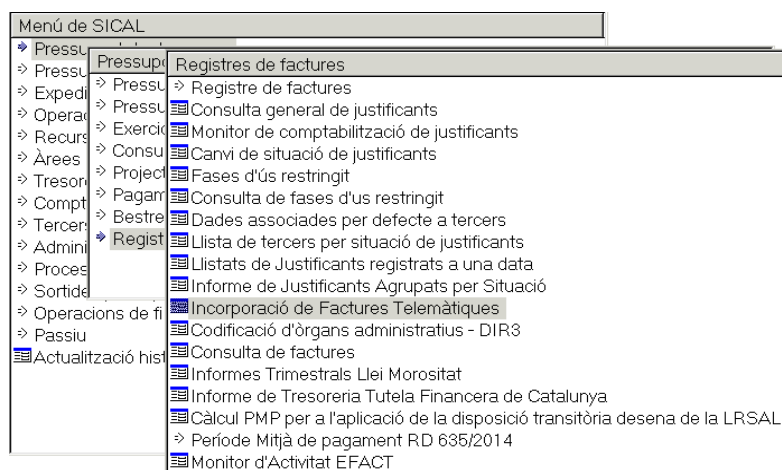 Menú de SICAL
Pressu
Pressu
Expedi
Operac
Recurs
Àrees
Tresor
Compt
Tercer
Admini
Proces
Sortide
Operacions de fi
Passiu
Actualització hist
Pressupo
Pressu
Pressu
Exercic
Consu
Project
Pagam
Bestre
Regist
Registres de factures
Registre de factures
Consulta general de justificants
Monitor de comptabilització de justificants
Canvi de situació de justificants
Fases d'ús restringit
Consulta de fases d'us restringit
Dades associades per defecte a tercers
Llista de tercers per situació de justificants
Llistats de Justificants registrats a una data
Informe de Justificants Agrupats per Situació
Incorporació de Factures Telemàtiques
Codificació d'òrgans administratius - DIR3
Consulta de factures
Informes Trimestrals Llei Morositat
Informe de Tresoreria Tutela Financera de Catalunya
Càlcul PMP per a l'aplicació de la disposició transitòria desena de la LRSAL
Període Mitjà de pagament RD 635/2014
Monitor d'Activitat EFACT